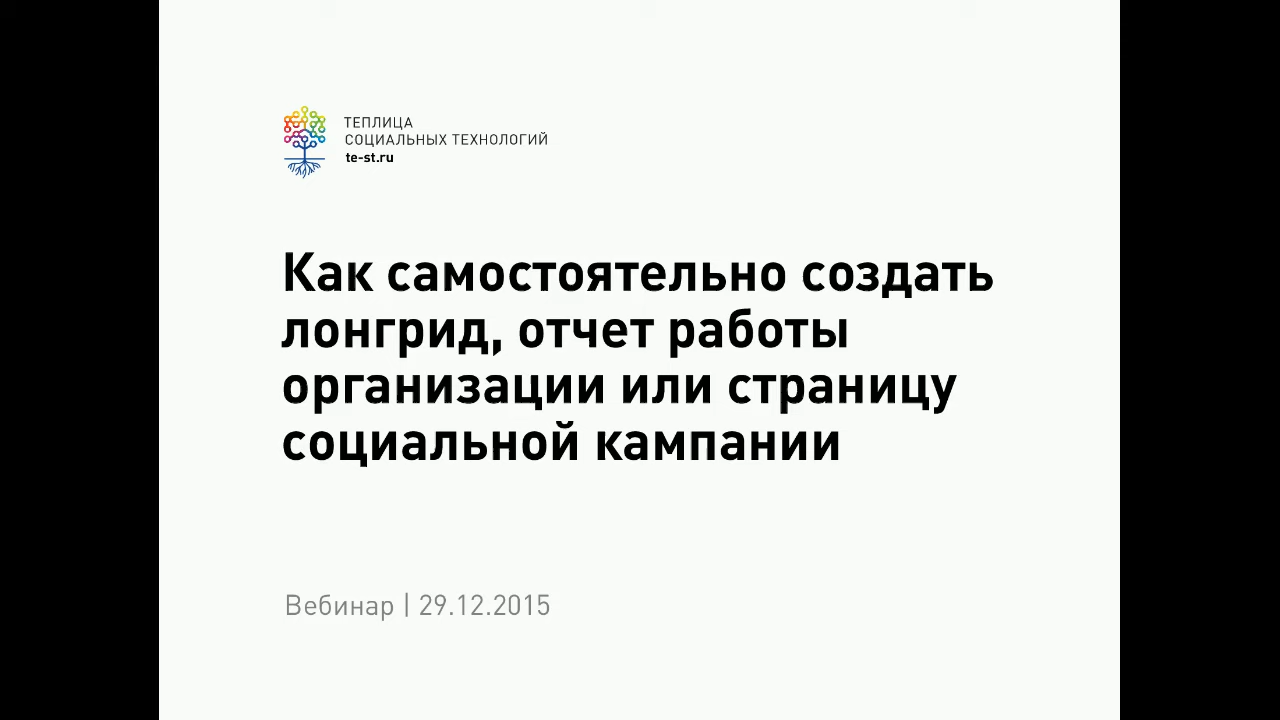 ТЕПЛИЦА
СОЦИАЛЬНЫХ ТЕХНОЛОГИЙ
te-st.ru
Как самостоятельно создать
лонгрид, отчет работы
организации или страницу
социальной кампании
Вебинар | 29.12.2015